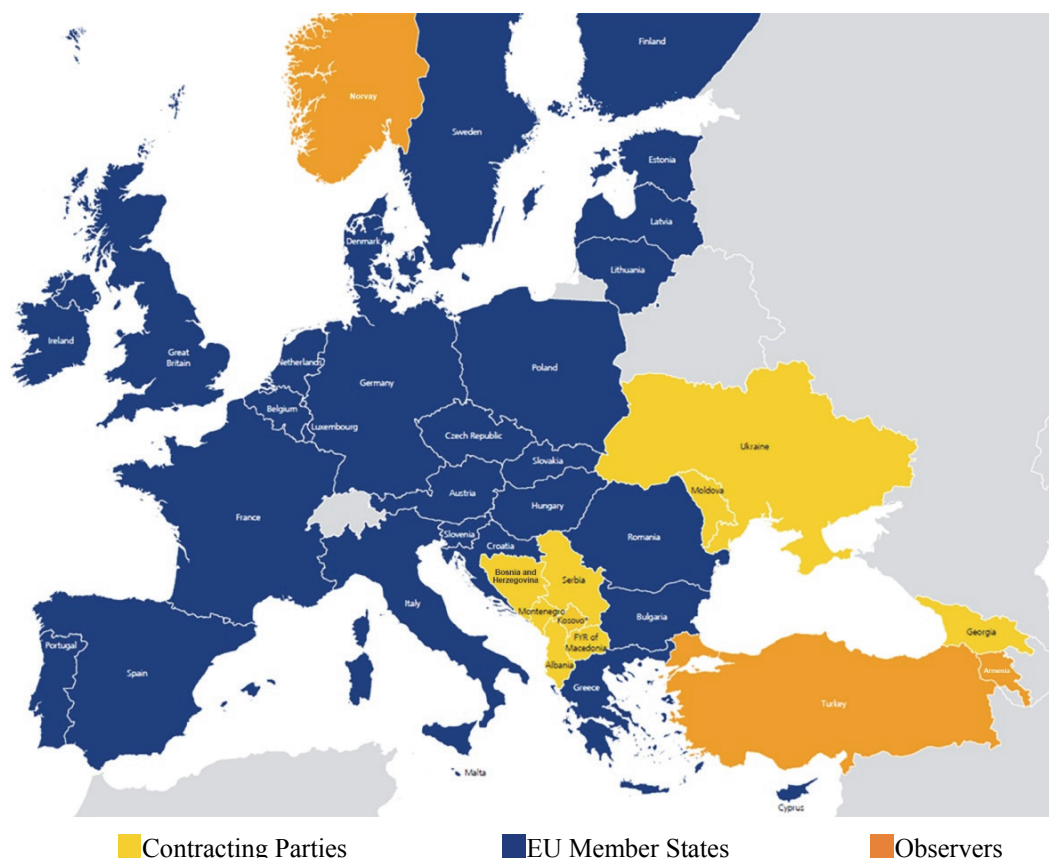 Finland
Norvay
Sweden
Estonia
Latvia
Denmark
Lithuania
Ireland
Great
Britain
Netherlands
Poland
Germany
Belgium
Luxembourg
Czech Republic
Ukraine
Slovakia
Moldova
Austria
Hungary
France
Romania
Slovenia
Croatia
Bosnia and
Herzegovina
Serbia
Italy
Montenegro
Kosovo*
Bulgaria
Georgia
FYR of
Macedonia
Portugal
Albania
Armenia
Spain
Greece
Turkey
Malta
Cyprus
Contracting Parties
EU Member States
Observers